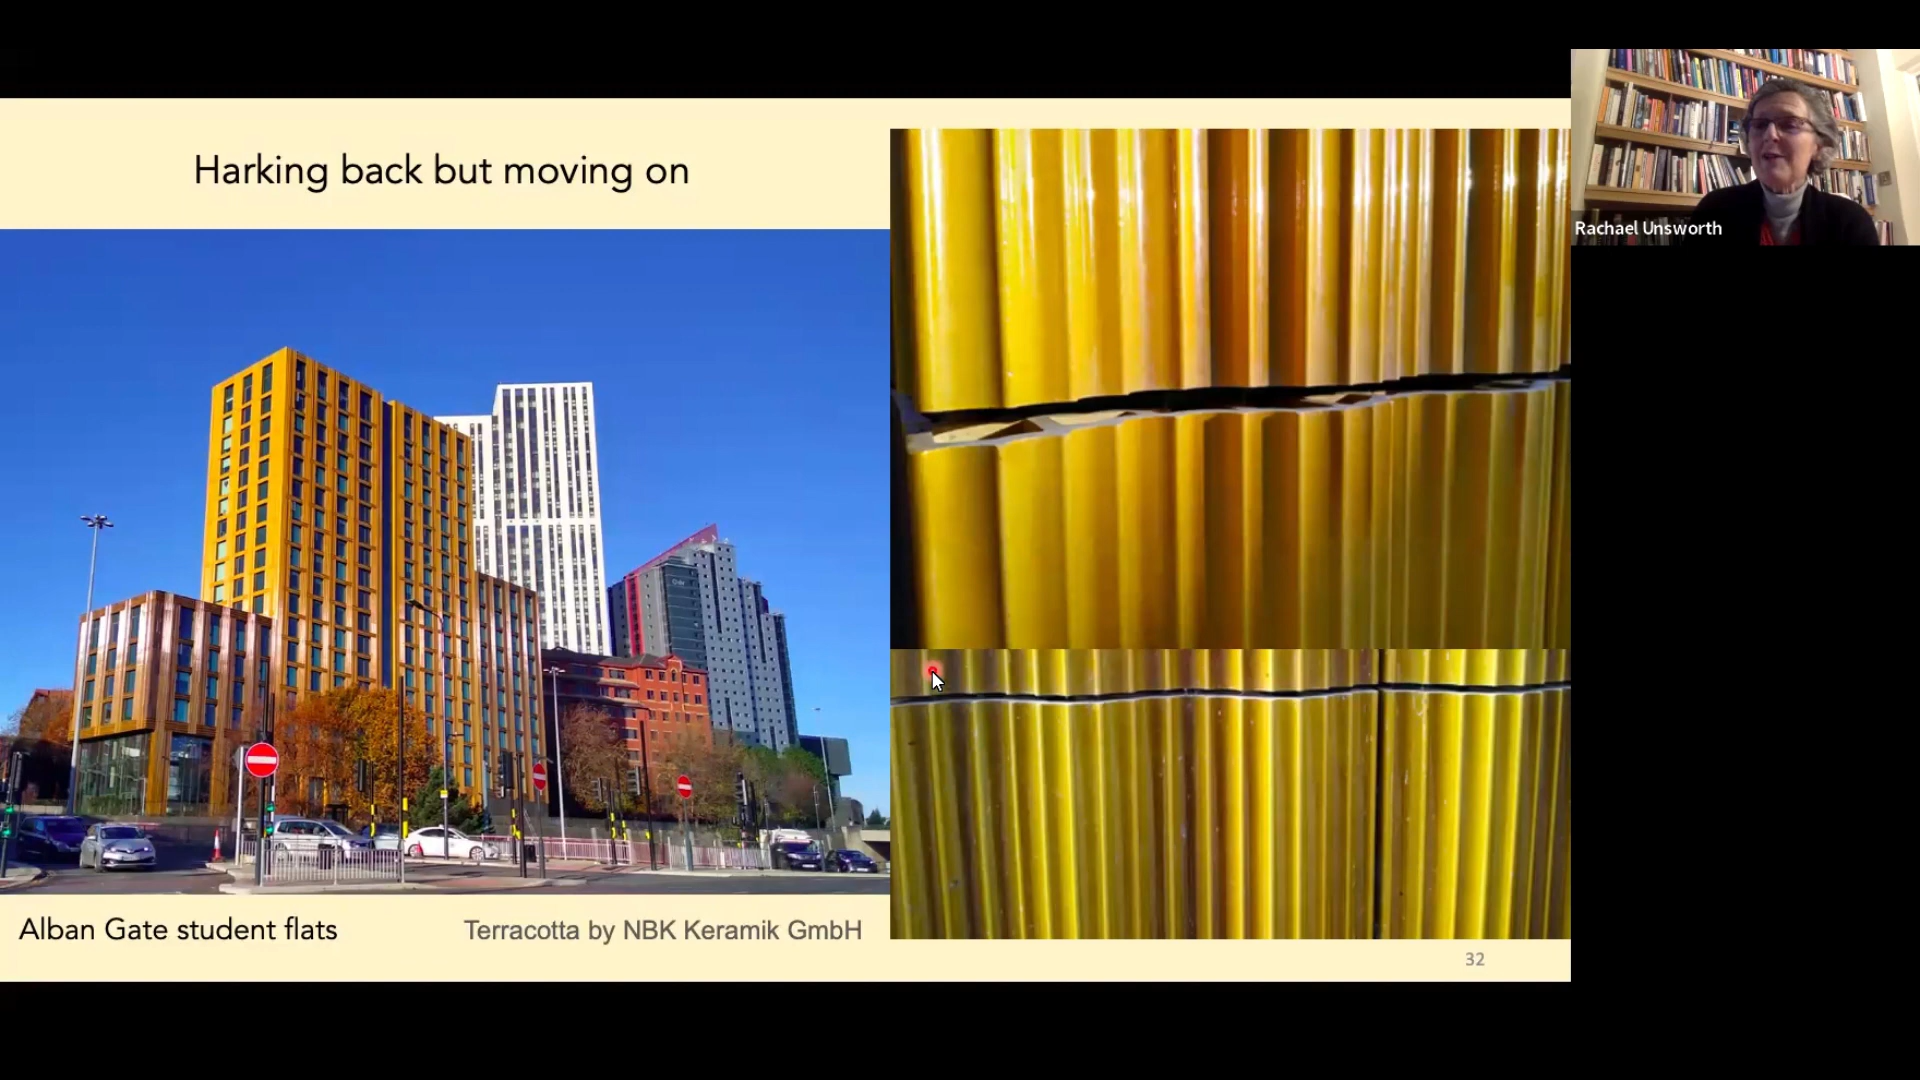 Harking back but moving on
Rachael Unsworth
Alban Gate student flats
Terracotta by NBK Keramik GmbH
32